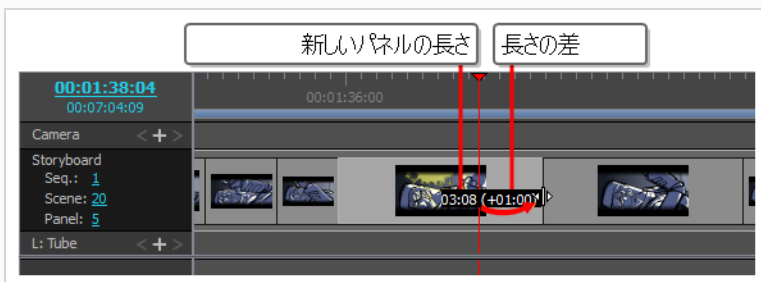 新しいパネルの長さ
長さの差
00:01:38:04
00:07:04:09
00:01:36:00
Camera < + >
Storyboard
Seq.: 1
Scene: 20
Panel: 5
03:08 (+01:00)
L: Tube < + >